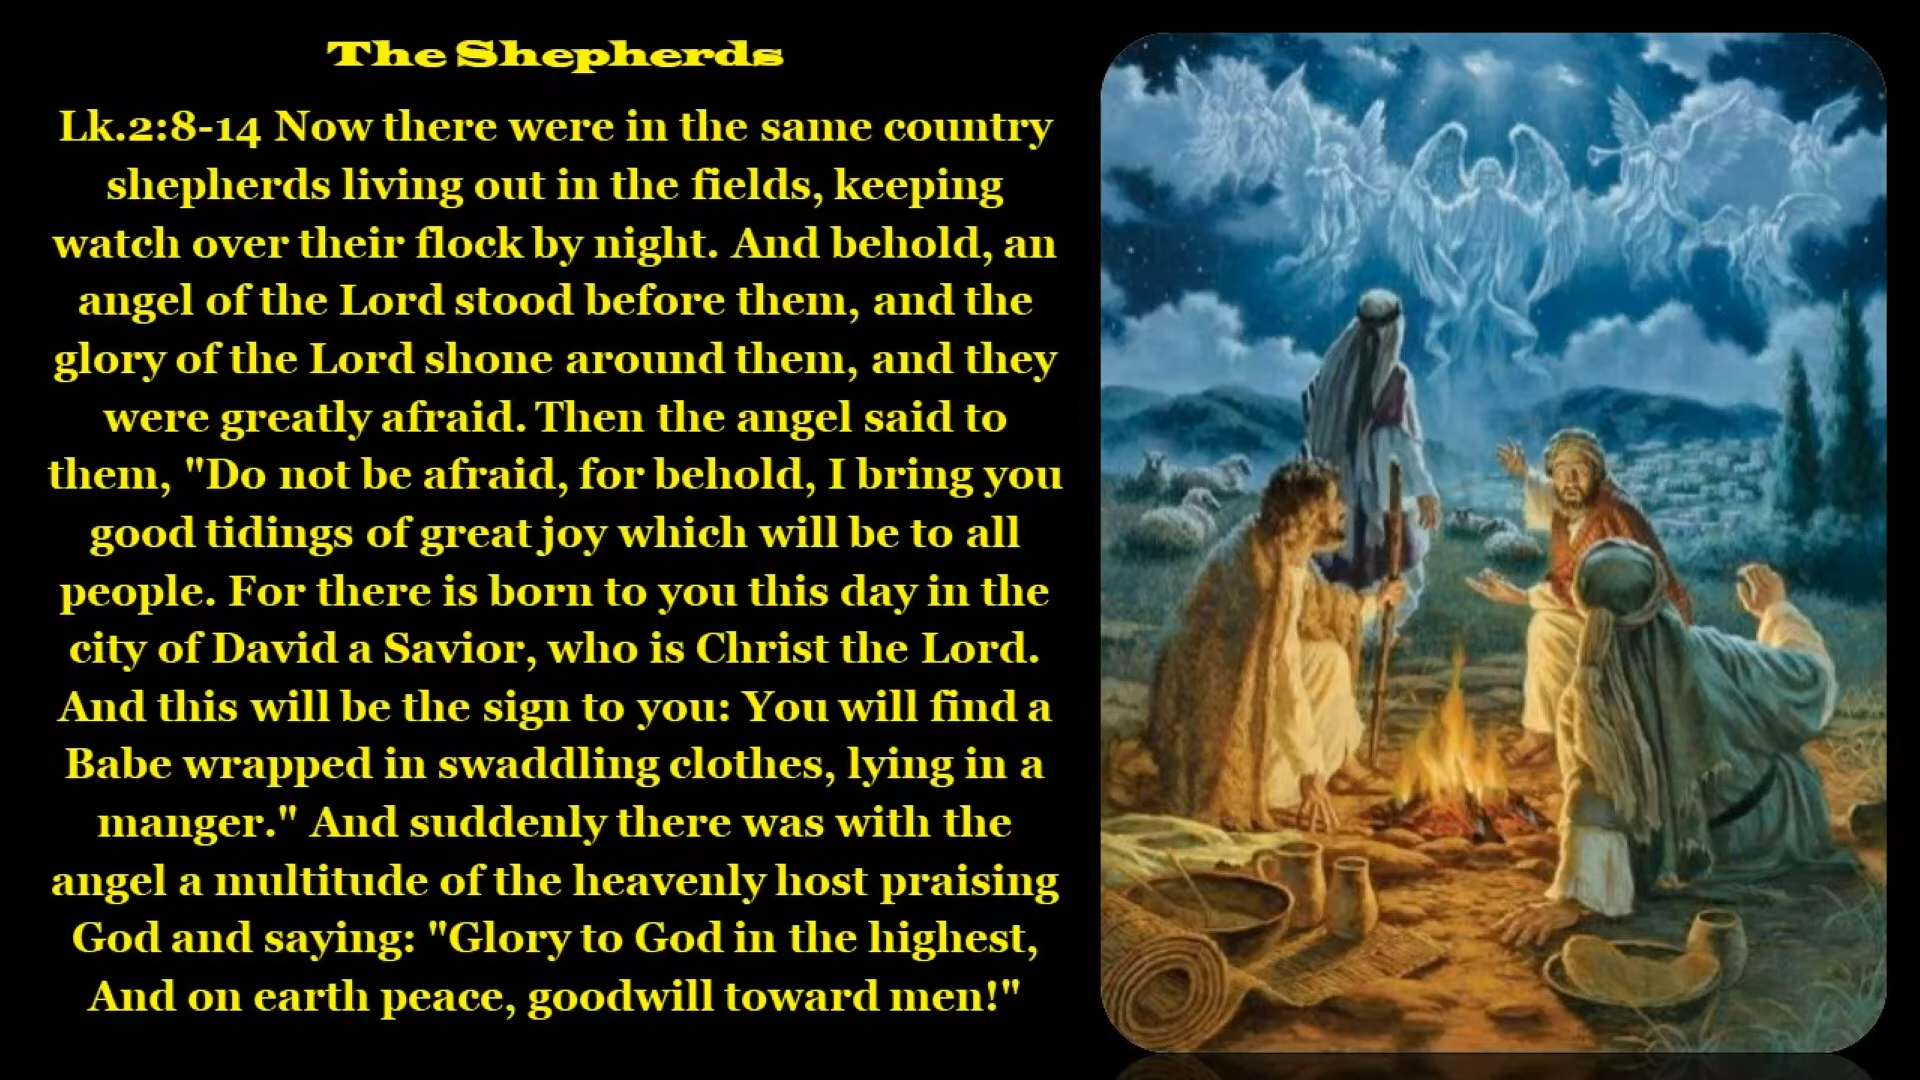 The Shepherds
Lk.2:8-14 Now there were in the same country
shepherds living out in the fields, keeping
watch over their flock by night. And behold, an
angel of the Lord stood before them, and the
glory of the Lord shone around them, and they
were greatly afraid. Then the angel said to
them, "Do not be afraid, for behold, I bring you
good tidings of great joy which will be to all
people. For there is born to you this day in the
city of David a Savior, who is Christ the Lord.
And this will be the sign to you: You will find a
Babe wrapped in swaddling clothes, lying in a
manger." And suddenly there was with the
angel a multitude of the heavenly host praising
God and saying: "Glory to God in the highest,
And on earth peace, goodwill toward men!"